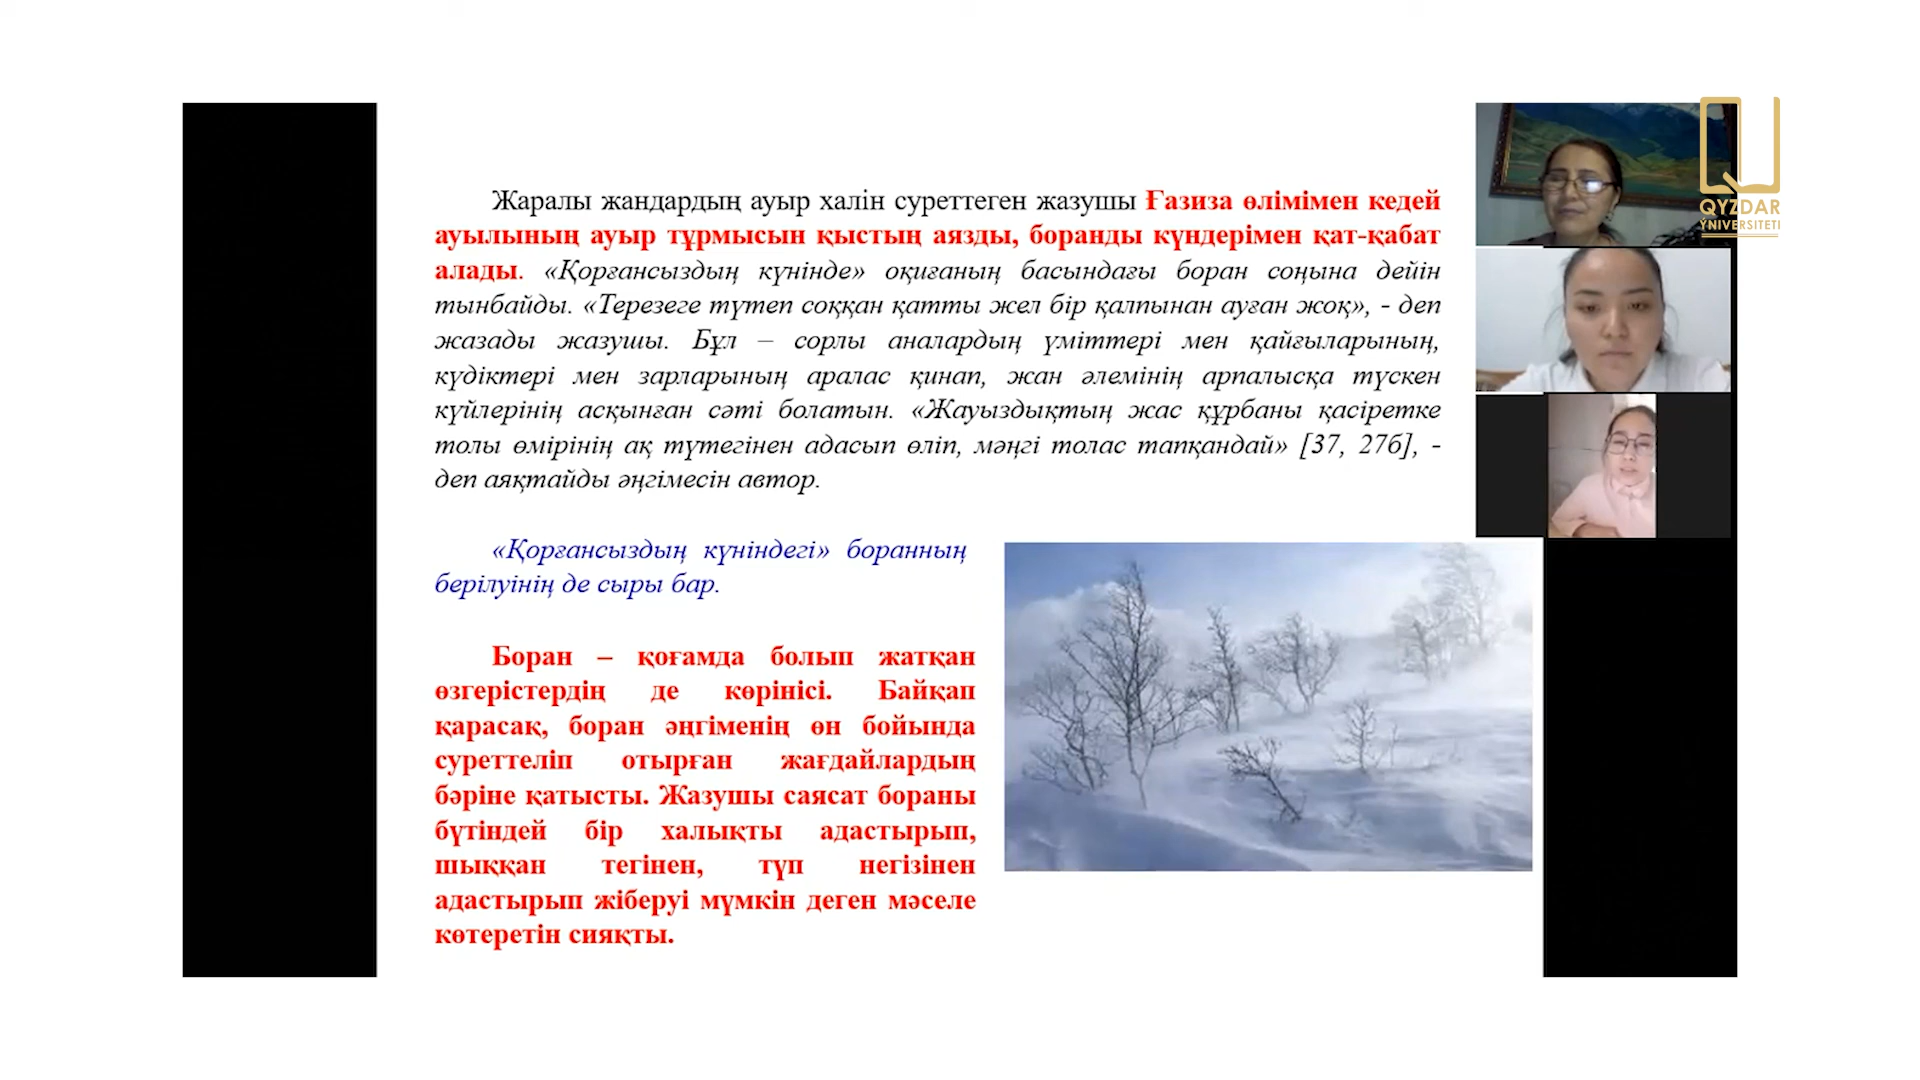 Жаралы жандардың ауыр халін суреттеген жазушы Ғазиза өлімімен кедей
ауылының ауыр тұрмысын қыстың аязды, боранды күндерімен қат-қабат
алады. «Қорғансыздың күнінде» оқиғаның басындағы боран соңына дейін
тынбайды. «Терезеге түтеп соққан қатты жел бір қалпынан ауған жоқ», - деп
жазады жазушы. Бұл – сорлы аналардың үміттері мен қайғыларының,
күдіктері мен зарларының аралас қинап, жан әлемінің арпалысқа түскен
күйлерінің асқынған сәті болатын. «Жауыздықтың жас құрбаны қасіретке
толы өмірінің ақ түтегінен адасып өліп, мәңгі толас тапқандай» [37, 27б], -
деп аяқтайды әңгімесін автор.
«Қорғансыздың күніндегі» боранның
берілуінің де сыры бар.
Боран – қоғамда болып жатқан
өзгерістердің де көрінісі. Байқап
қарасақ, боран әңгіменің өн бойында
суреттеліп отырған жағдайлардың
бәріне қатысты. Жазушы саясат бораны
бүтіндей бір халықты адастырып,
шыққан тегінен, түп негізінен
адастырып жіберуі мүмкін деген мәселе
көтеретін сияқты.
QYZDAR
ÝNIVERSITETI